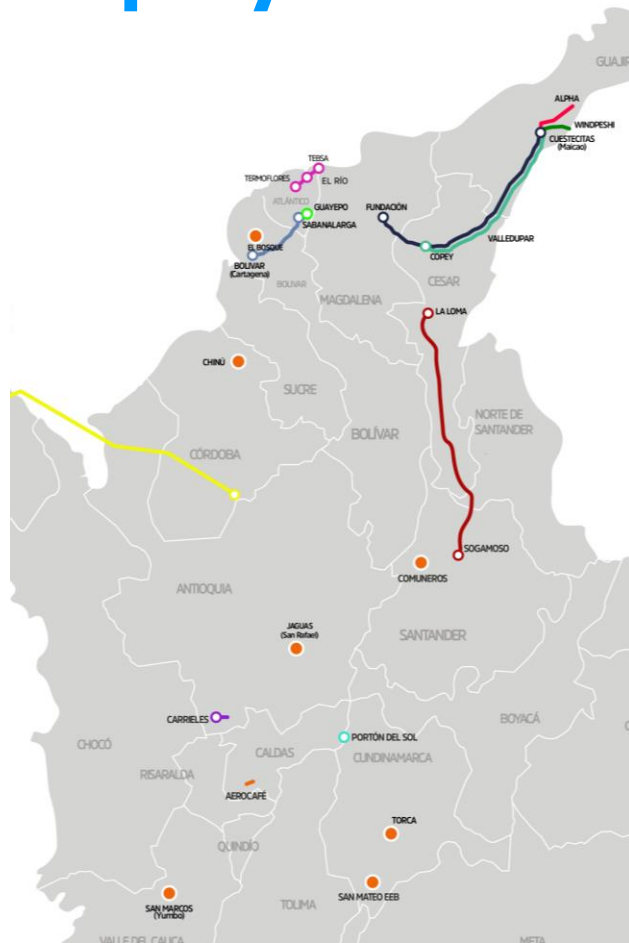 GUAJIR
ALPHA
WINDPESHI
CUESTECITAS
(Maicao)
TEBSA
TERMOFLORES
EL RÍO
ATLÁNTICO
GUAYEPO
SABANALARGA
FUNDACIÓN
EL BOSQUE
VALLEDUPAR
COPEY
BOLIVAR
(Cartagena)
BOLIVAR
CESAR
MAGDALENA
LA LOMA
CHINÚ
SUCRE
NORTE DE
SANTANDER
BOLÍVAR
CÓRDOBA
SOGAMOSO
COMUNEROS
ANTIOQUIA
JAGUAS
(San Rafael)
SANTANDER
CARRIELES
BOYACÁ
PORTÓN DEL SOL
CHOCÓ
CALDAS
CUNDINAMARCA
RISARALDA
AEROCAFÉ
TORCA
QUINDÍO
SAN MATEO EEB
SAN MARCOS
(Yumbo)
TOLIMA
VALLE DEL CAUCA
META